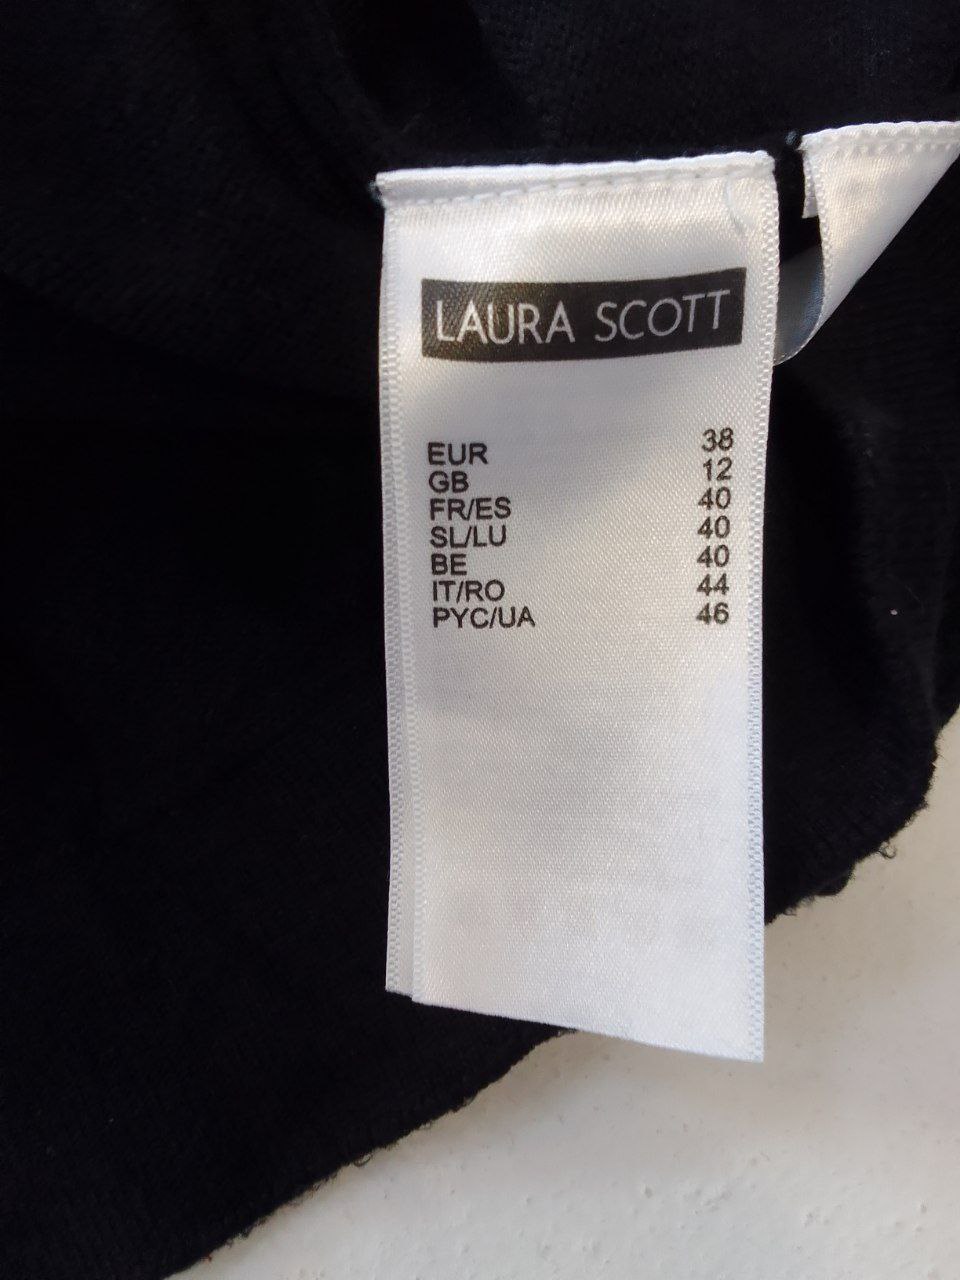 LAURA SCOTT
EUR 38
GB 12
FR/ES 40
SL/LU 40
BE 40
IT/RO 44
PYC/UA 46